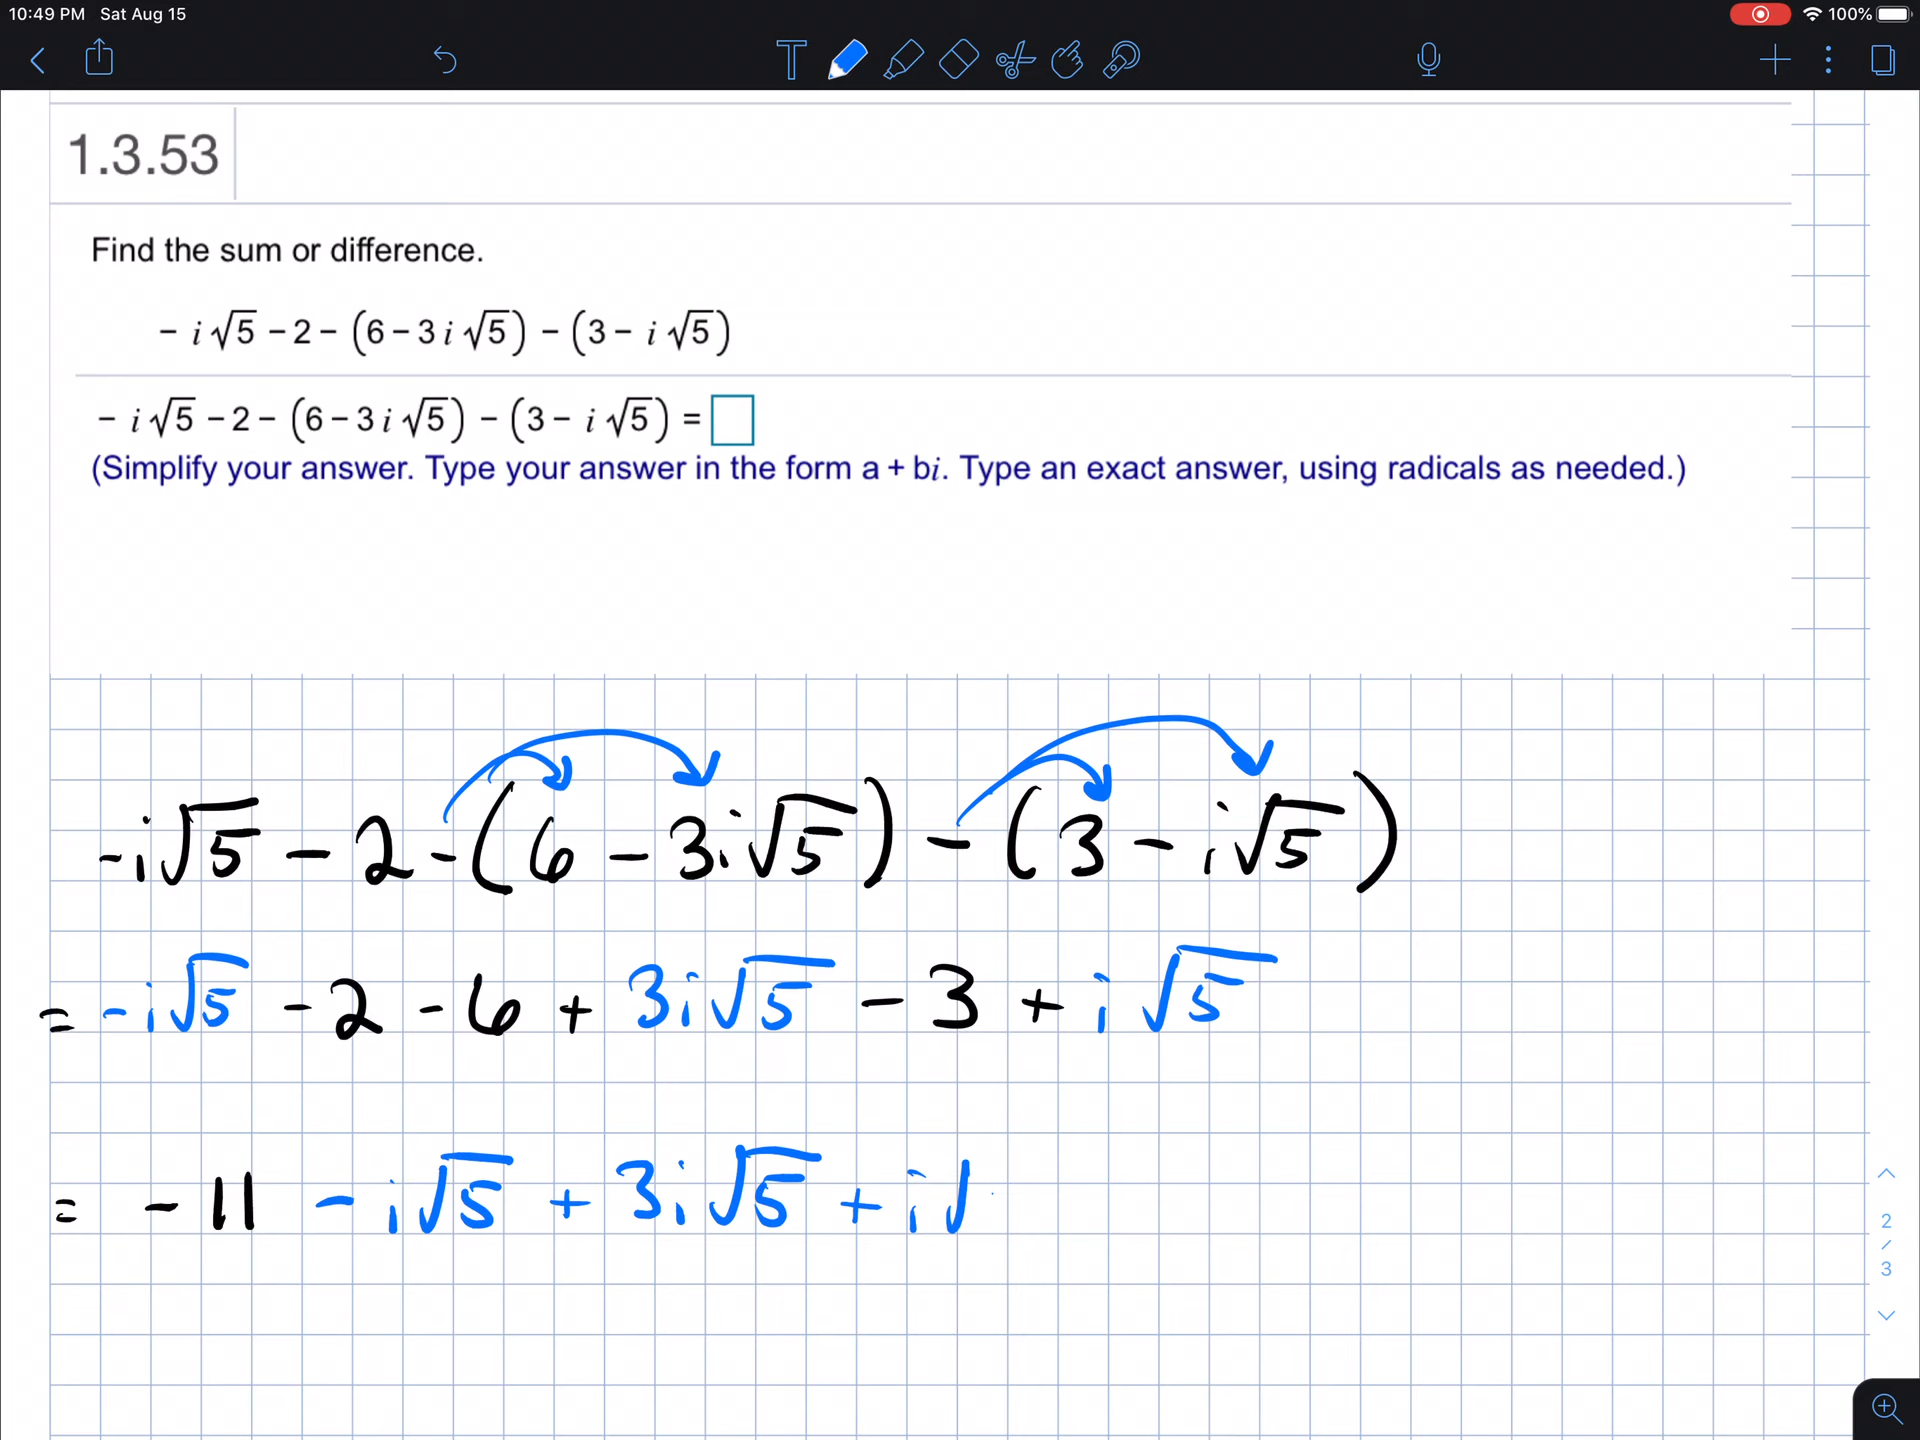 10:49 PM Sat Aug 15 100%
T
1.3.53
Find the sum or difference.
− i√5 − 2 − (6 − 3i√5) − (3 − i√5)
− i√5 − 2 − (6 − 3i√5) − (3 − i√5) =
(Simplify your answer. Type your answer in the form a + bi. Type an exact answer, using radicals as needed.)
-i√5 − 2 - (6 − 3i√5) − (3 − i√5)
= -i√5 - 2 - 6 + 3i√5 − 3 + i√5
= -11 − i√5 + 3i√5 + i√
2
/
3